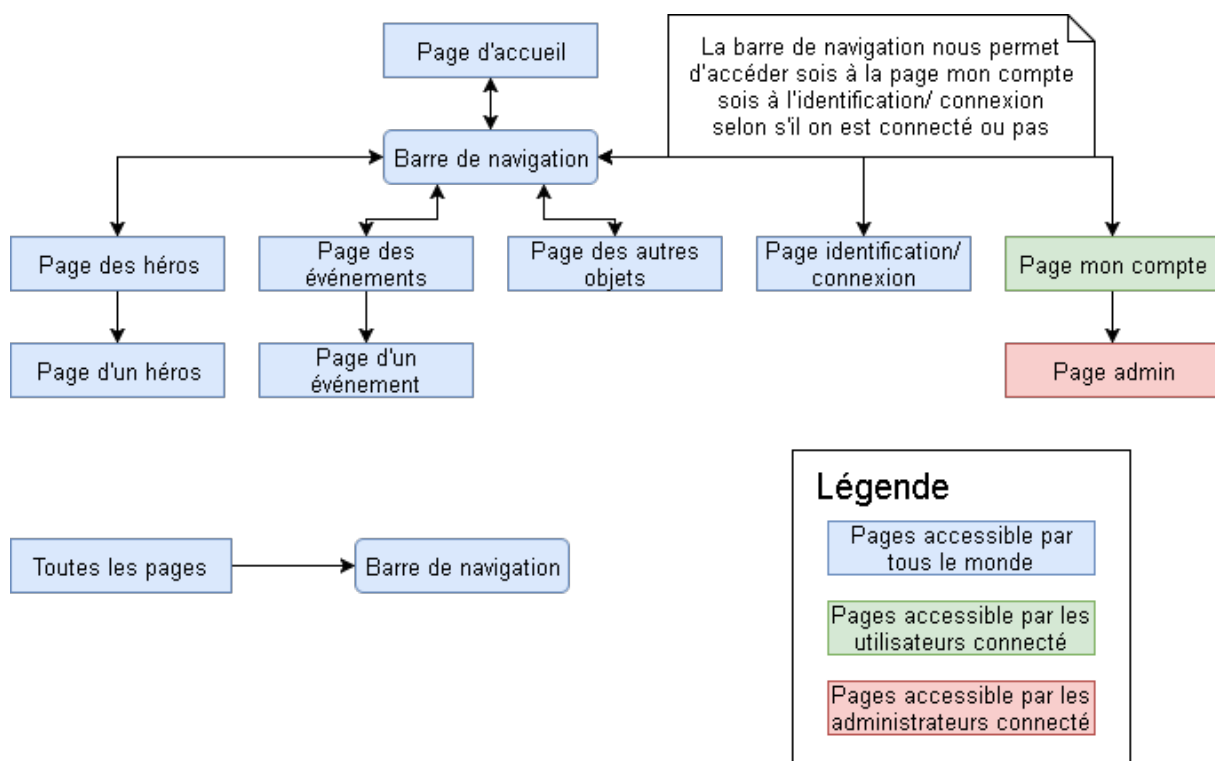 Page d'accueil
La barre de navigation nous permet
d'accéder sois à la page mon compte
sois à l'identification/ connexion
selon s'il on est connecté ou pas
Barre de navigation
Page des héros
Page des
événements
Page des autres
objets
Page identification/
connexion
Page mon compte
Page d'un héros
Page d'un
événement
Page admin
Légende
Pages accessible par
tous le monde
Toutes les pages
Barre de navigation
Pages accessible par les
utilisateurs connecté
Pages accessible par les
administrateurs connecté